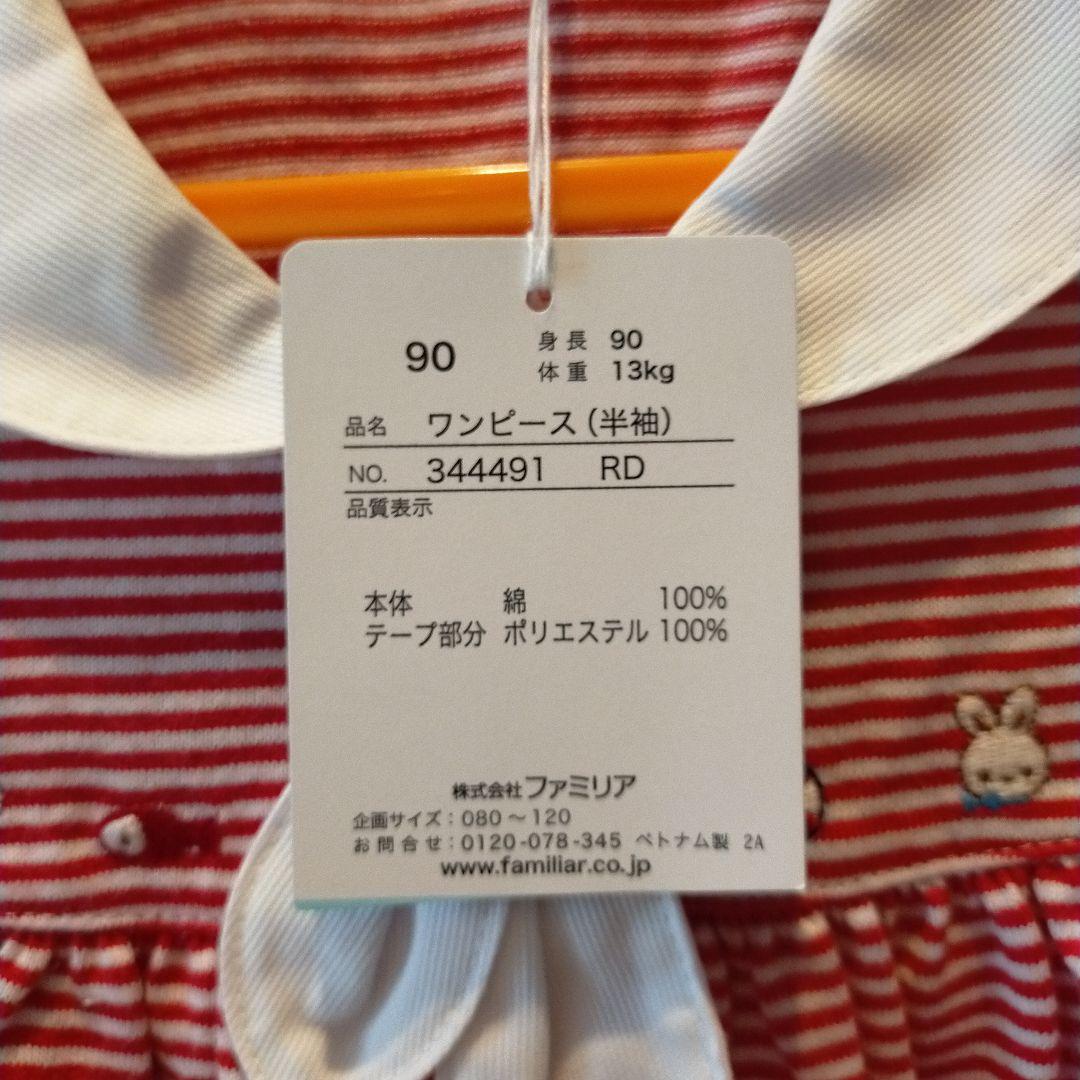 90
身長 90
体重 13kg
品名 ワンピース(半袖)
NO. 344491 RD
品質表示
本体 綿 100%
テープ部分 ポリエステル 100%
株式会社ファミリア
企画サイズ:080〜120
お問合せ:0120-078-345 ベトナム製 2A
www.familiar.co.jp